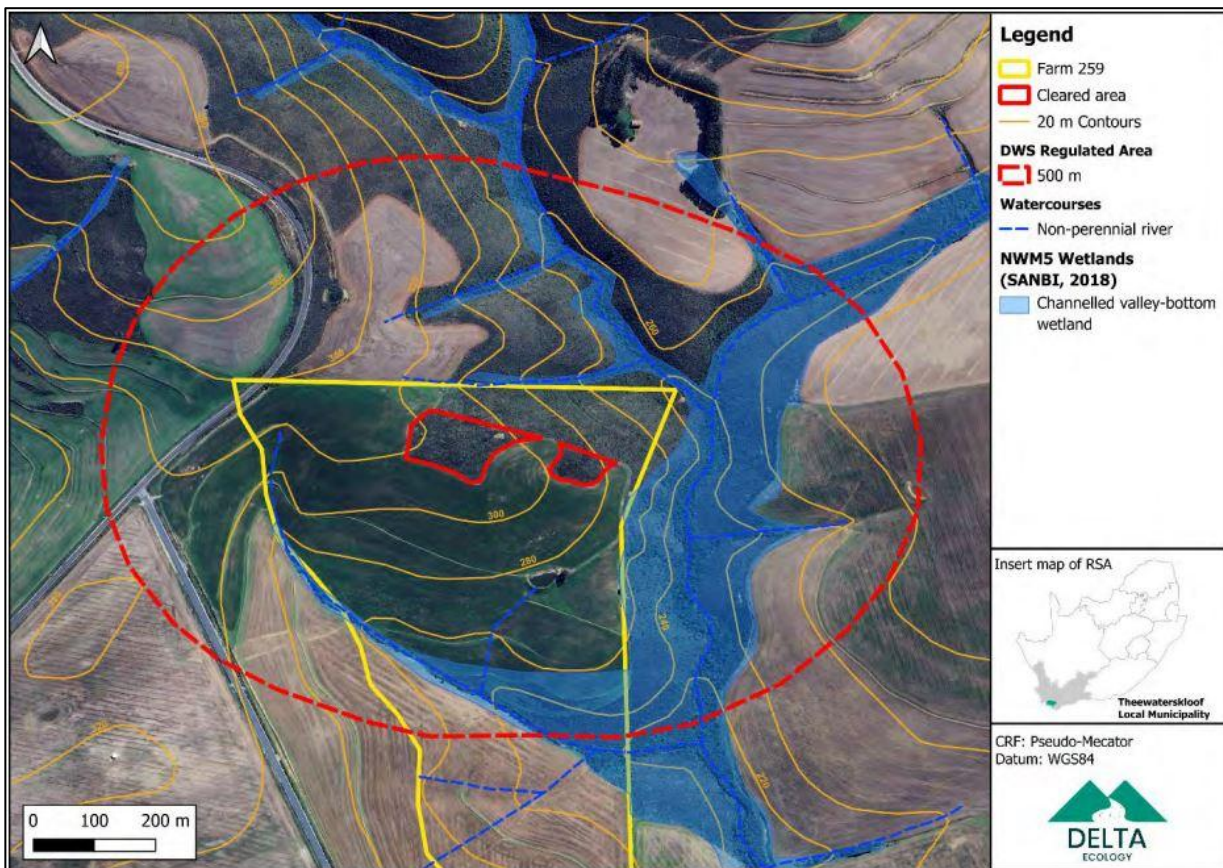 Legend
Farm 259
Cleared area
20 m Contours
DWS Regulated Area
500 m
Watercourses
Non-perennial river
NWM5 Wetlands
(SANBI, 2018)
Channelled valley-bottom
wetland
260
300
280
240
220
0 100 200 m
Insert map of RSA
Theewaterskloof
Local Municipality
CRF: Pseudo-Mecator
Datum: WGS84
DELTA
ECOLOGY